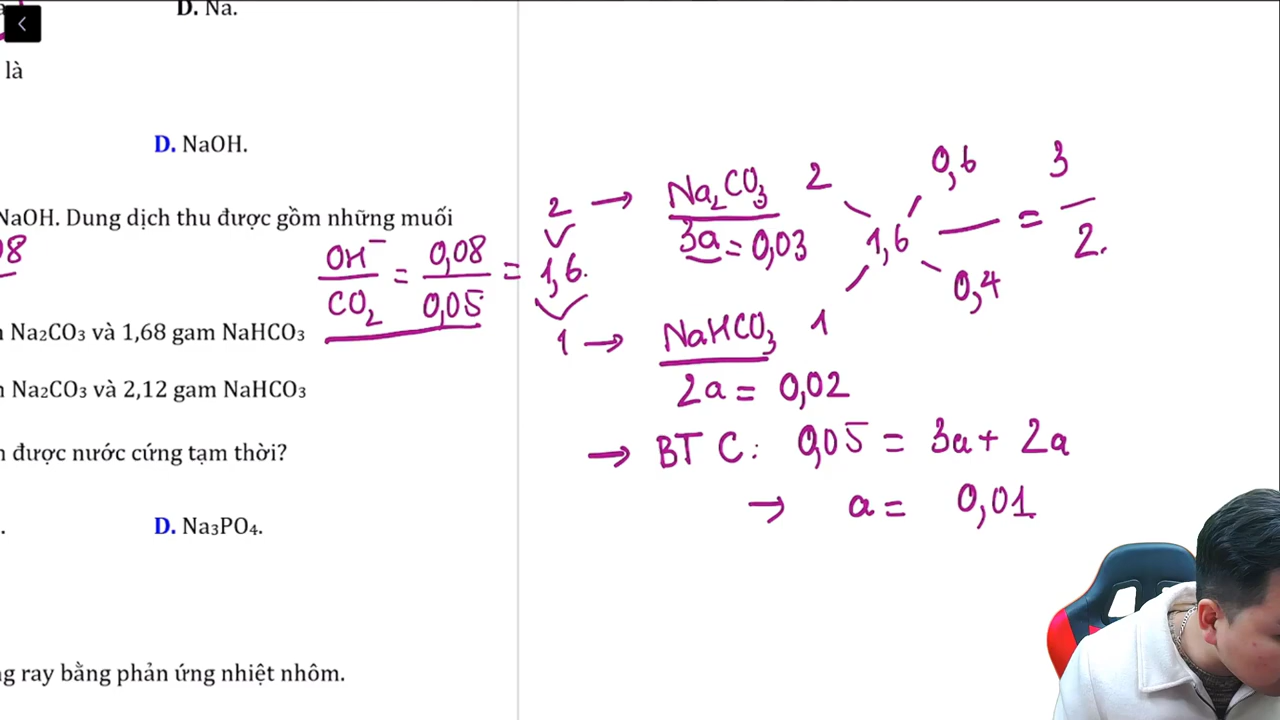 D. Na.
là
D. NaOH.
NaOH. Dung dịch thu được gồm những muối
08
OH⁻ / CO₂ = 0,08 / 0,05 = 1,6.
2 → Na₂CO₃ 2
3a = 0,03
1 → NaHCO₃ 1
2a = 0,02
1,6
0,6 / 0,4 = 3 / 2.
Na₂CO₃ và 1,68 gam NaHCO₃
Na₂CO₃ và 2,12 gam NaHCO₃
→ BT C: 0,05 = 3a + 2a
→ a = 0,01
được nước cứng tạm thời?
D. Na₃PO₄.
ray bằng phản ứng nhiệt nhôm.